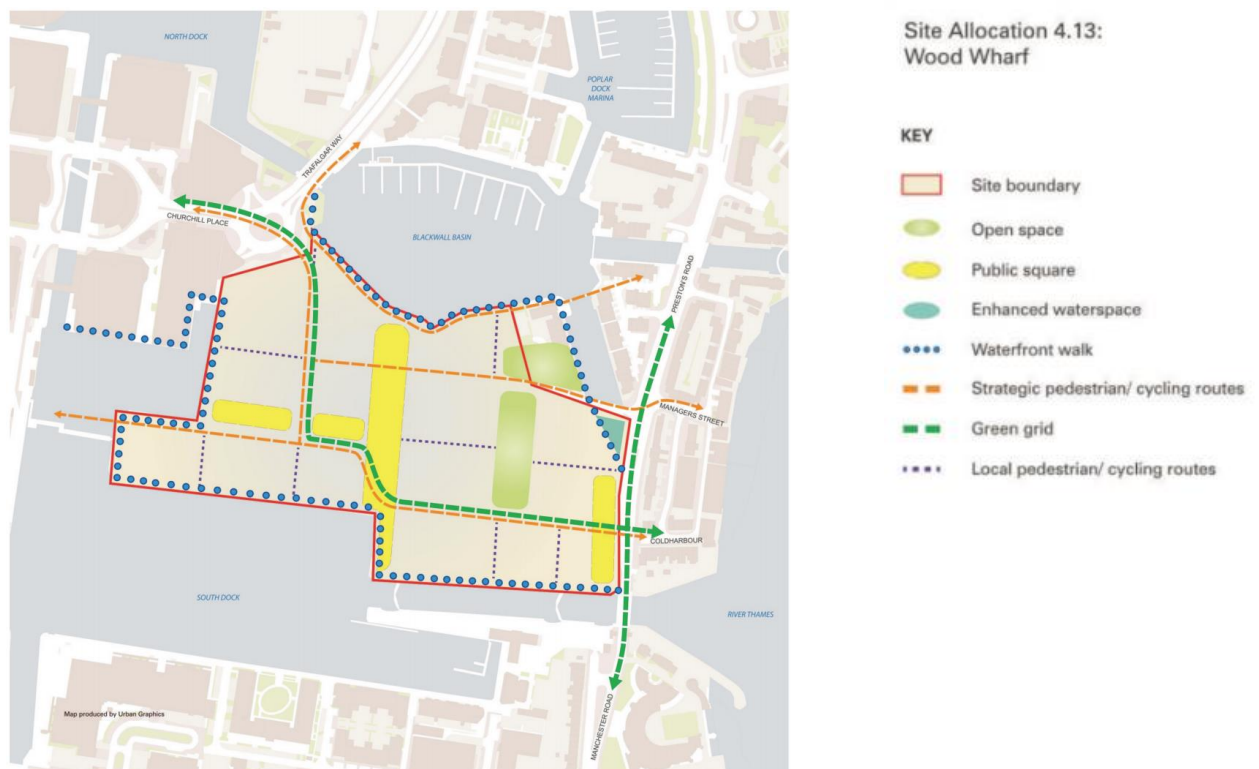 Site Allocation 4.13:
Wood Wharf
KEY
Site boundary
Open space
Public square
Enhanced waterspace
Waterfront walk
Strategic pedestrian/ cycling routes
Green grid
Local pedestrian/ cycling routes
NORTH DOCK
POPLAR
DOCK
MARINA
TRAFALGAR WAY
CHURCHILL PLACE
BLACKWALL BASIN
PRESTON'S ROAD
MANAGERS STREET
COLDHARBOUR
SOUTH DOCK
RIVER THAMES
MANCHESTER ROAD
Map produced by Urban Graphics